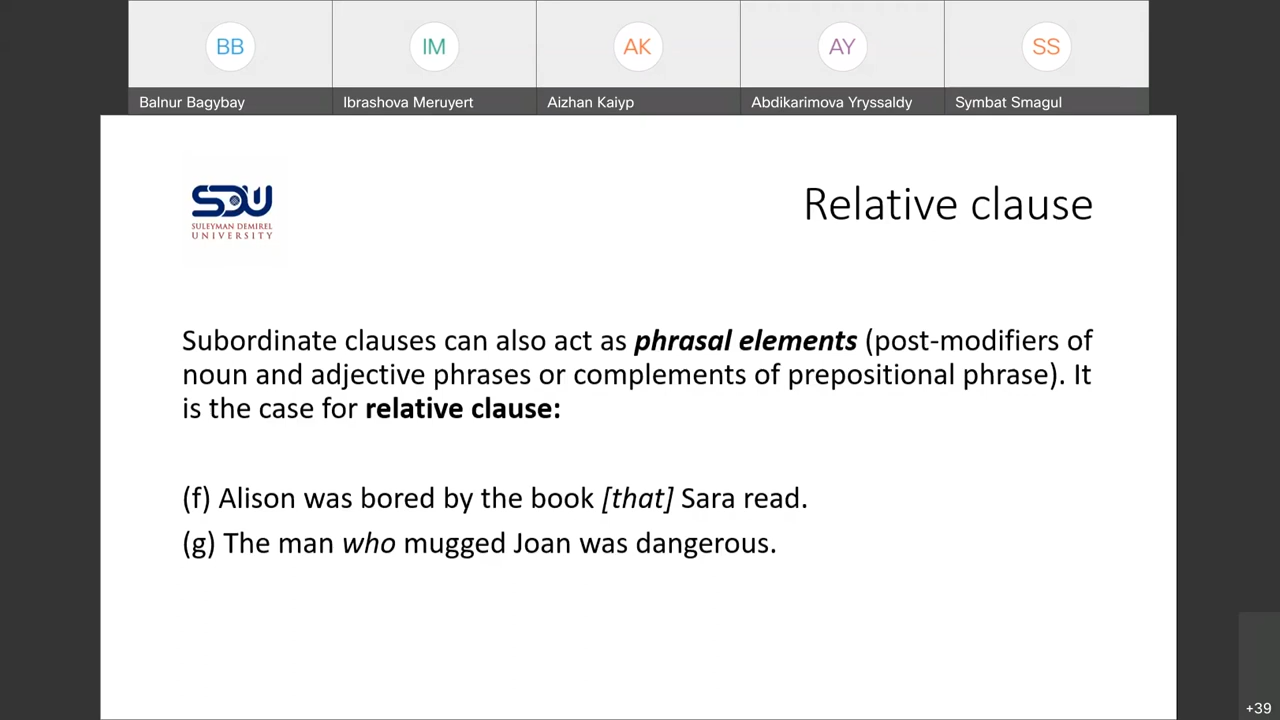 BB
IM
AK
AY
SS
Balnur Bagybay
Ibrashova Meruyert
Aizhan Kaiyp
Abdikarimova Yryssaldy
Symbat Smagul
SDU
SULEYMAN DEMIREL
UNIVERSITY
Relative clause
Subordinate clauses can also act as phrasal elements (post-modifiers of
noun and adjective phrases or complements of prepositional phrase). It
is the case for relative clause:
(f) Alison was bored by the book [that] Sara read.
(g) The man who mugged Joan was dangerous.
+39